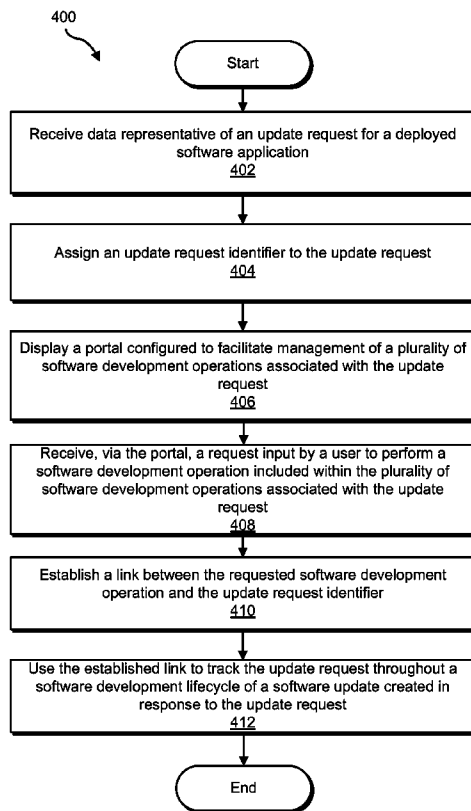 400
Start
Receive data representative of an update request for a deployed
software application
402
Assign an update request identifier to the update request
404
Display a portal configured to facilitate management of a plurality of
software development operations associated with the update
request
406
Receive, via the portal, a request input by a user to perform a
software development operation included within the plurality of
software development operations associated with the update
request
408
Establish a link between the requested software development
operation and the update request identifier
410
Use the established link to track the update request throughout a
software development lifecycle of a software update created in
response to the update request
412
End